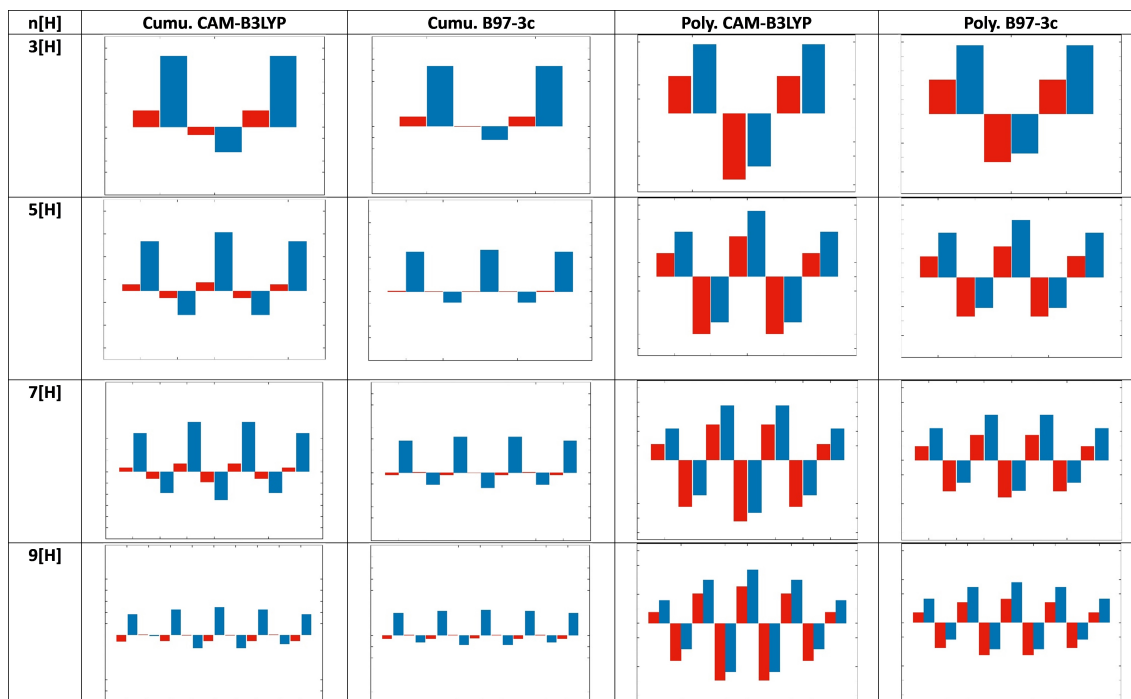 n[H] Cumu. CAM-B3LYP Cumu. B97-3c Poly. CAM-B3LYP Poly. B97-3c
3[H]
5[H]
7[H]
9[H]